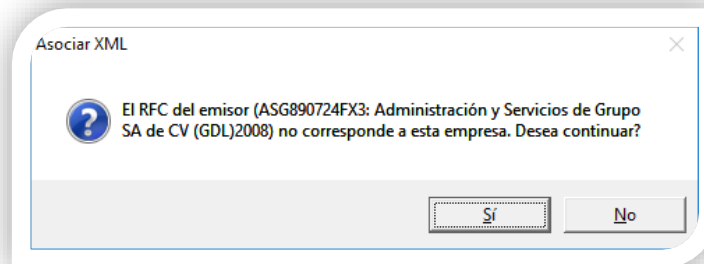 Asociar XML
El RFC del emisor (ASG890724FX3: Administración y Servicios de Grupo
SA de CV (GDL)2008) no corresponde a esta empresa. Desea continuar?
Sí
No